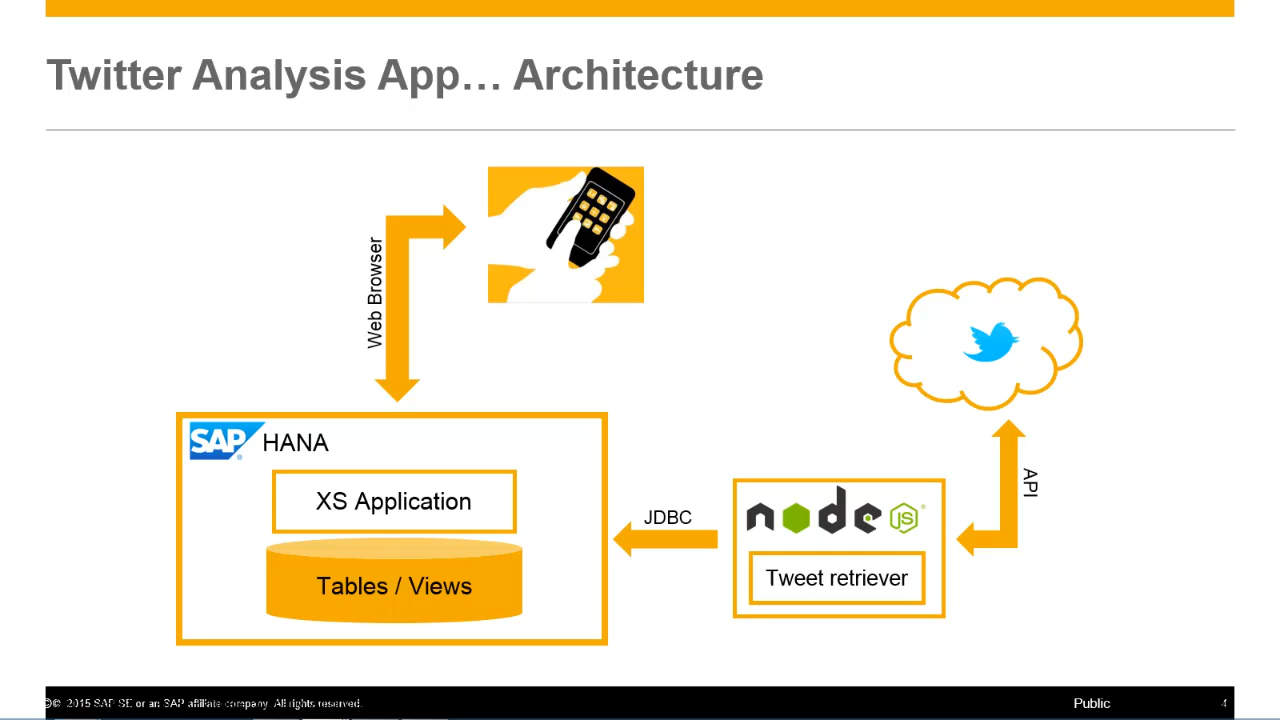 Twitter Analysis App… Architecture
Web Browser
SAP HANA
XS Application
Tables / Views
JDBC
node JS
Tweet retriever
API
© 2015 SAP SE or an SAP affiliate company. All rights reserved.
Public
4